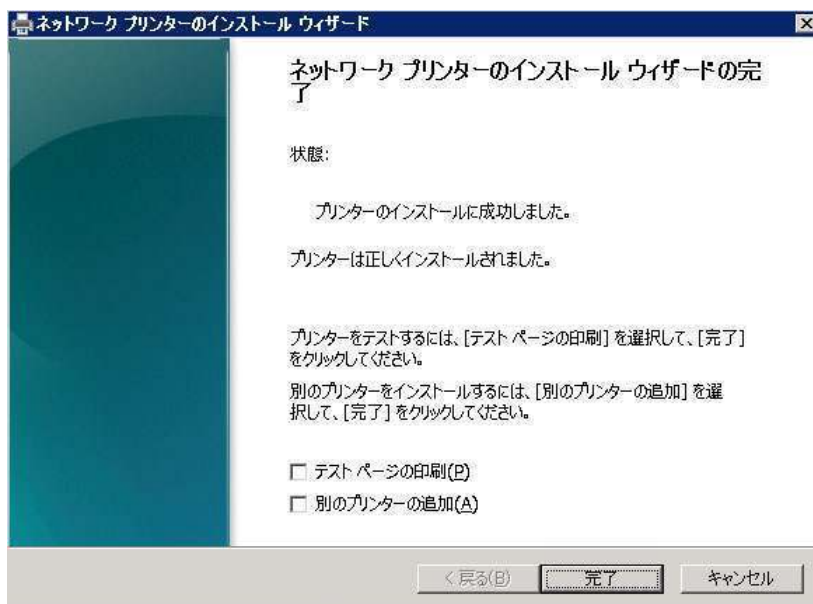 ネットワーク プリンターのインストール ウィザード
ネットワーク プリンターのインストール ウィザードの完
了
状態:
プリンターのインストールに成功しました。
プリンターは正しくインストールされました。
プリンターをテストするには、[テスト ページの印刷] を選択して、[完了]
をクリックしてください。
別のプリンターをインストールするには、[別のプリンターの追加] を選
択して、[完了] をクリックしてください。
テスト ページの印刷(P)
別のプリンターの追加(A)
< 戻る(B)
完了
キャンセル